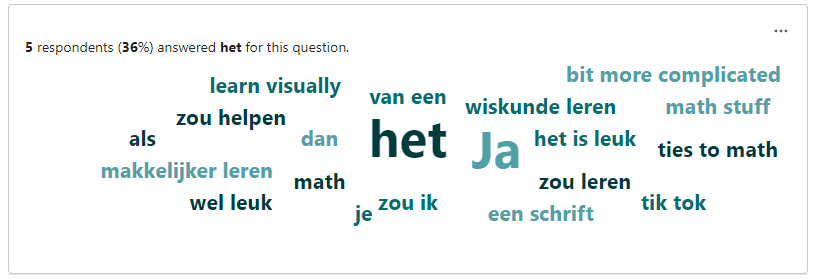 ...
5 respondents (36%) answered het for this question.
bit more complicated
learn visually
van een
wiskunde leren
math stuff
zou helpen
het
Ja
als
dan
het is leuk
ties to math
makkelijker leren
math
zou leren
wel leuk
je
zou ik
een schrift
tik tok